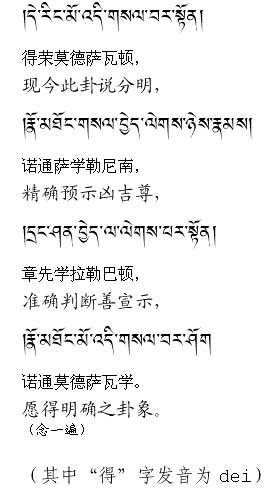 །དེ་རིང་མོ་འདི་གསལ་བར་སྟོན།
得荣莫德萨瓦顿，
现今此卦说分明，
།རྣོ་མཐོང་གསལ་བྱེད་ལེགས་ཉེས་རྣམས།
诺通萨学勒尼南，
精确预示凶吉尊，
།དྲང་ཤན་བྱེད་ལ་ལེགས་པར་སྟོན།
章先学拉勒巴顿，
准确判断善宣示，
།རྣོ་མཐོང་མོ་འདི་གསལ་བར་ཤོག
诺通莫德萨瓦学。
愿得明确之卦象。
（念一遍）
（其中“得”字发音为 dei）